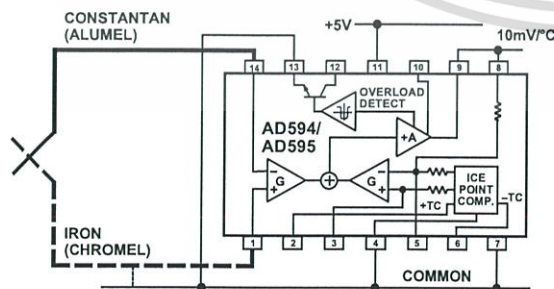 CONSTANTAN
(ALUMEL)
+5V
10mV/°C
14
13
12
11
10
9
8
OVERLOAD
DETECT
AD594/
AD595
+A
–
G
+
+
–
G
+
ICE
POINT
COMP.
+TC
–TC
IRON
(CHROMEL)
1
2
3
4
5
6
7
COMMON